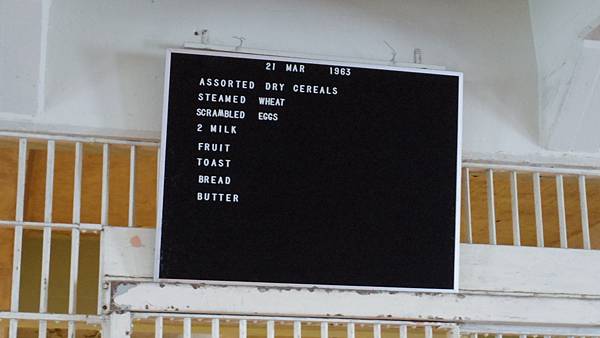 21 MAR 1963
ASSORTED DRY CEREALS
STEAMED WHEAT
SCRAMBLED EGGS
2 MILK
FRUIT
TOAST
BREAD
BUTTER